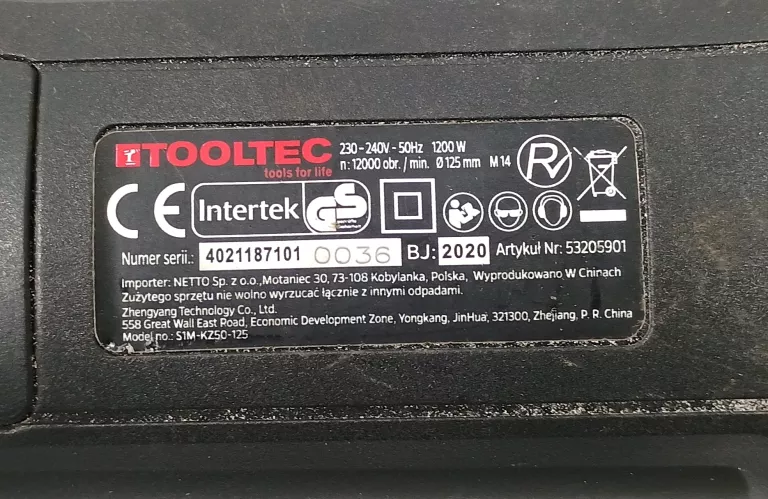 TOOLTEC
tools for life
230-240V~50Hz 1200 W
n: 12000 obr. / min. Ø 125 mm M 14
CE Intertek GS
geprüfte Sicherheit
Numer serii.: 4021187101 0036 BJ: 2020 Artykuł Nr: 53205901
Importer: NETTO Sp. z o.o.,Motaniec 30, 73-108 Kobylanka, Polska, Wyprodukowano W Chinach
Zużytego sprzętu nie wolno wyrzucać łącznie z innymi odpadami.
Zhengyang Technology Co., Ltd.
558 Great Wall East Road, Economic Development Zone, Yongkang, JinHua, 321300, Zhejiang, P. R. China
Model no.: S1M-KZ50-125